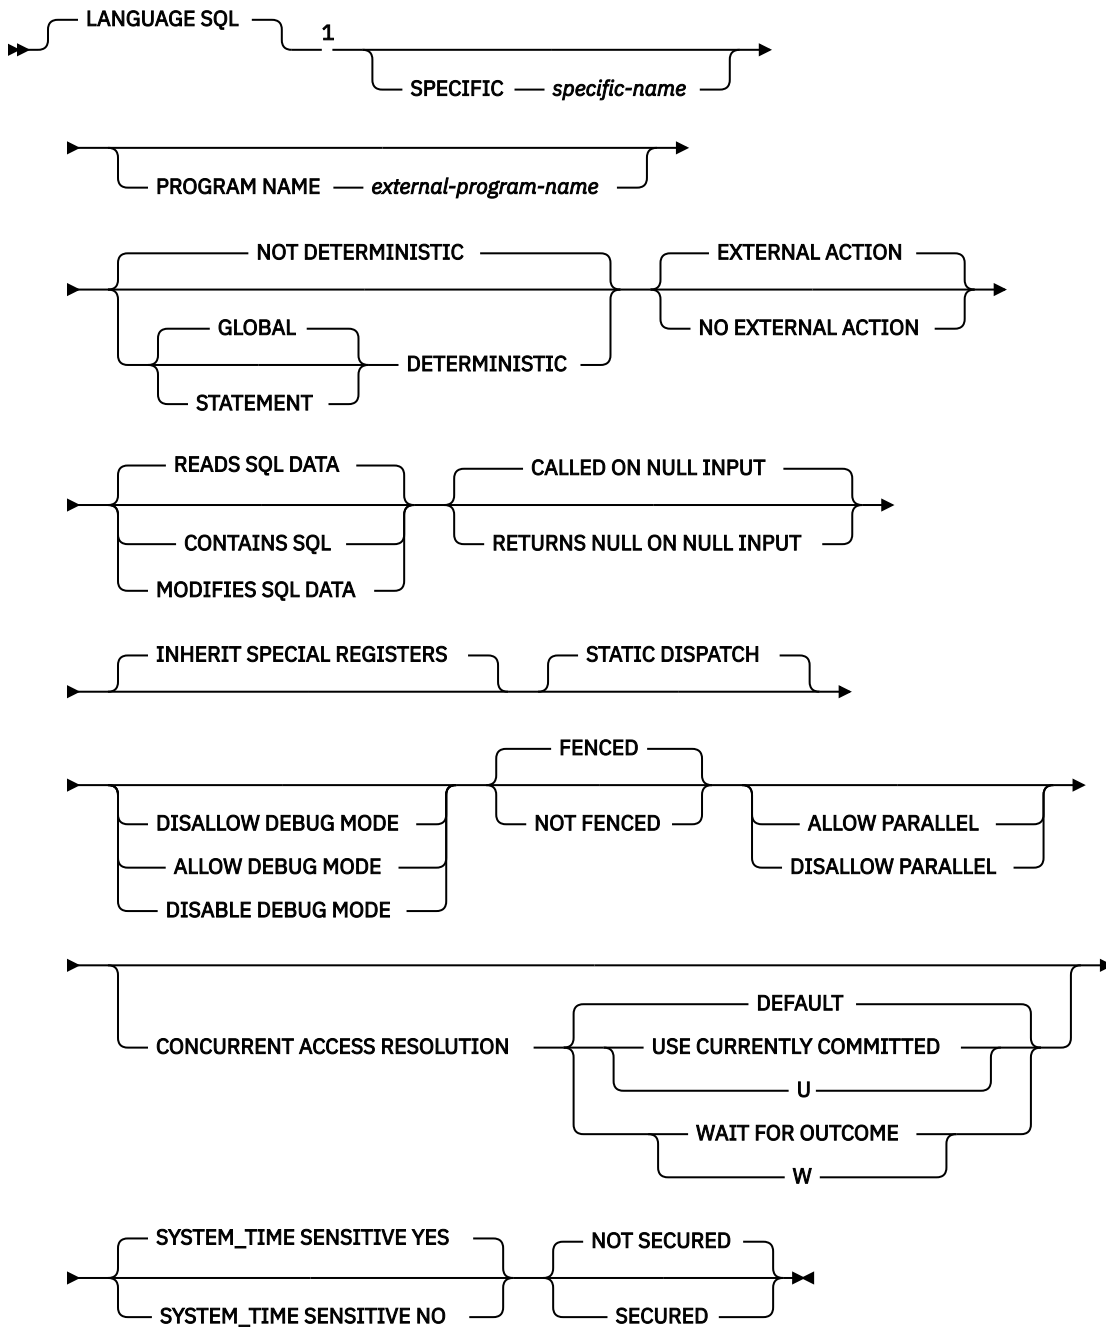 LANGUAGE SQL
1
SPECIFIC specific-name
PROGRAM NAME external-program-name
NOT DETERMINISTIC
EXTERNAL ACTION
GLOBAL
NO EXTERNAL ACTION
DETERMINISTIC
STATEMENT
READS SQL DATA
CALLED ON NULL INPUT
CONTAINS SQL
RETURNS NULL ON NULL INPUT
MODIFIES SQL DATA
INHERIT SPECIAL REGISTERS
STATIC DISPATCH
FENCED
DISALLOW DEBUG MODE
NOT FENCED
ALLOW PARALLEL
ALLOW DEBUG MODE
DISALLOW PARALLEL
DISABLE DEBUG MODE
DEFAULT
CONCURRENT ACCESS RESOLUTION
USE CURRENTLY COMMITTED
U
WAIT FOR OUTCOME
W
SYSTEM_TIME SENSITIVE YES
NOT SECURED
SYSTEM_TIME SENSITIVE NO
SECURED